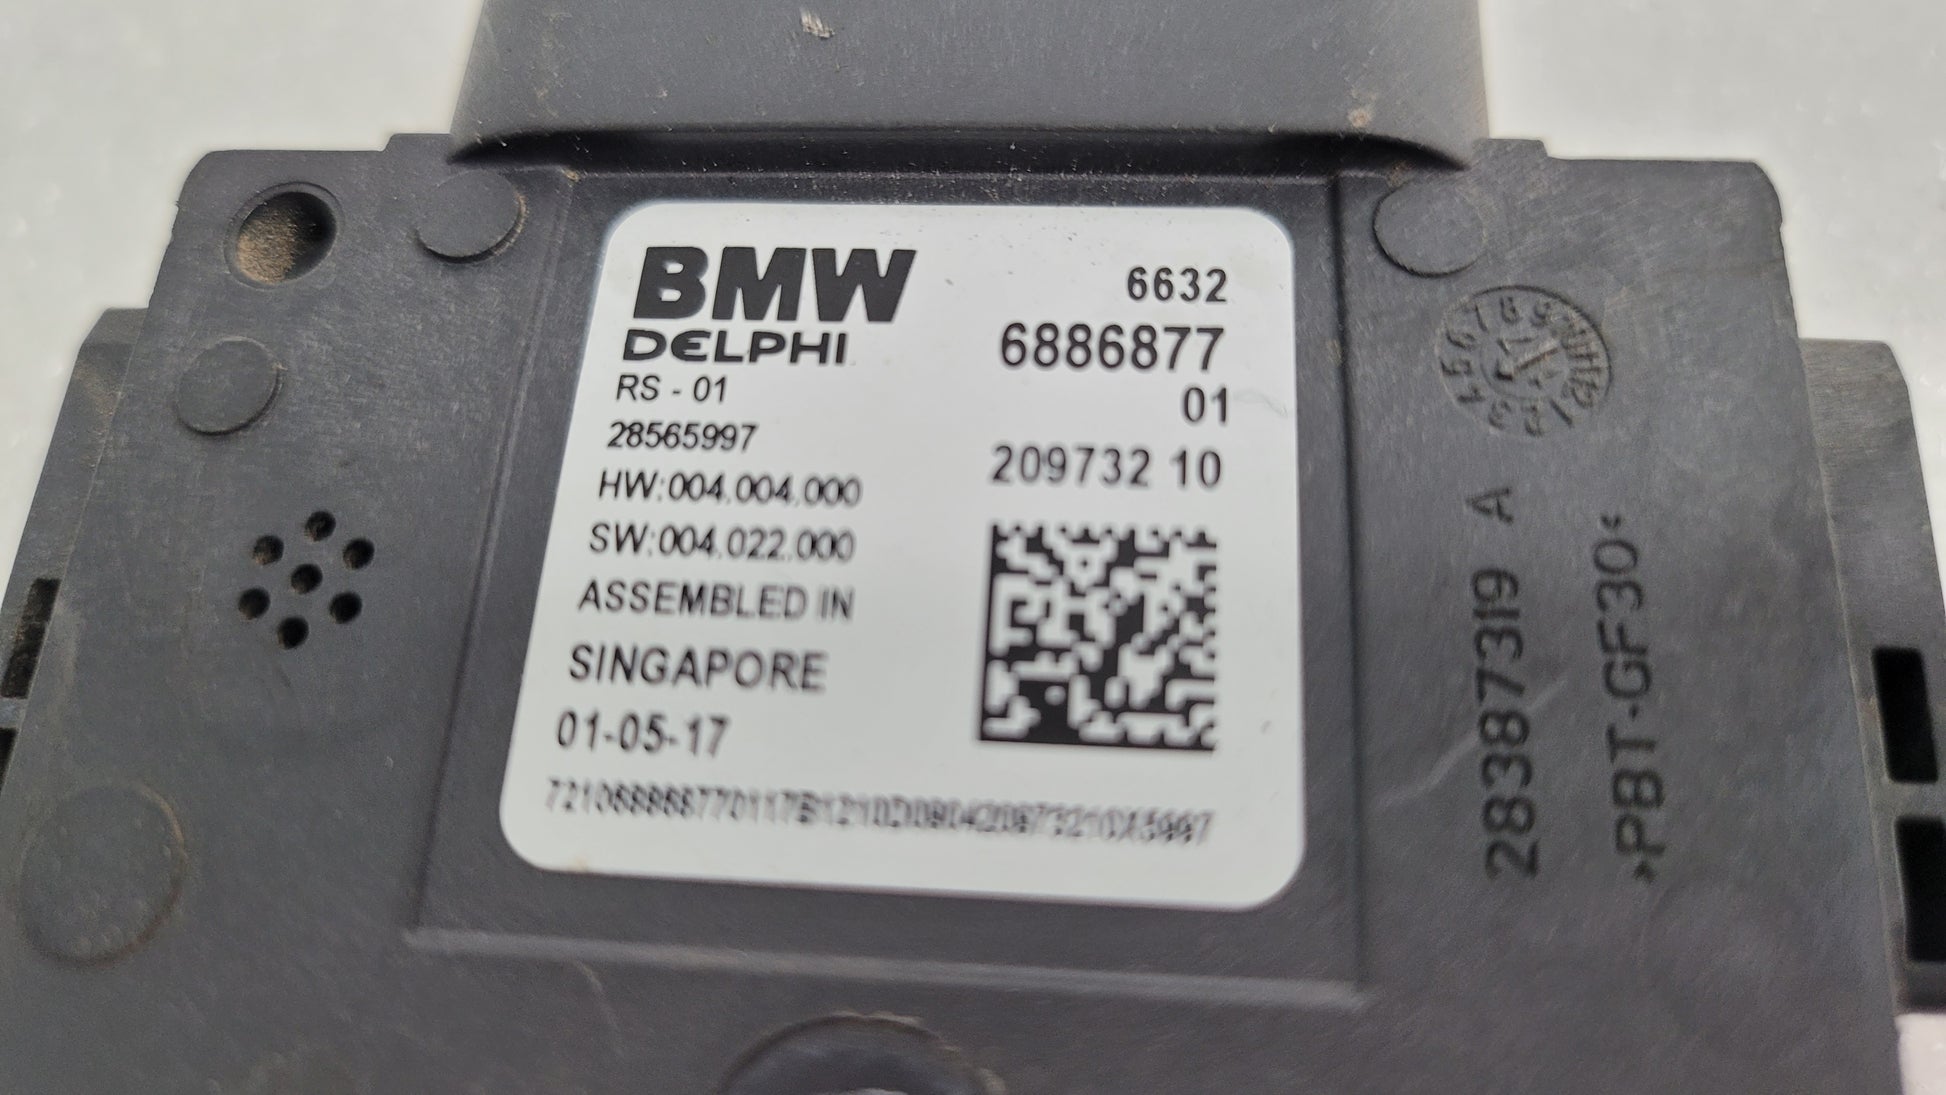 BMW
DELPHI
RS - 01
28565997
HW:004.004.000
SW:004.022.000
ASSEMBLED IN
SINGAPORE
01-05-17
6632
6886877
01
209732 10
28387319 A
>PBT-GF30<